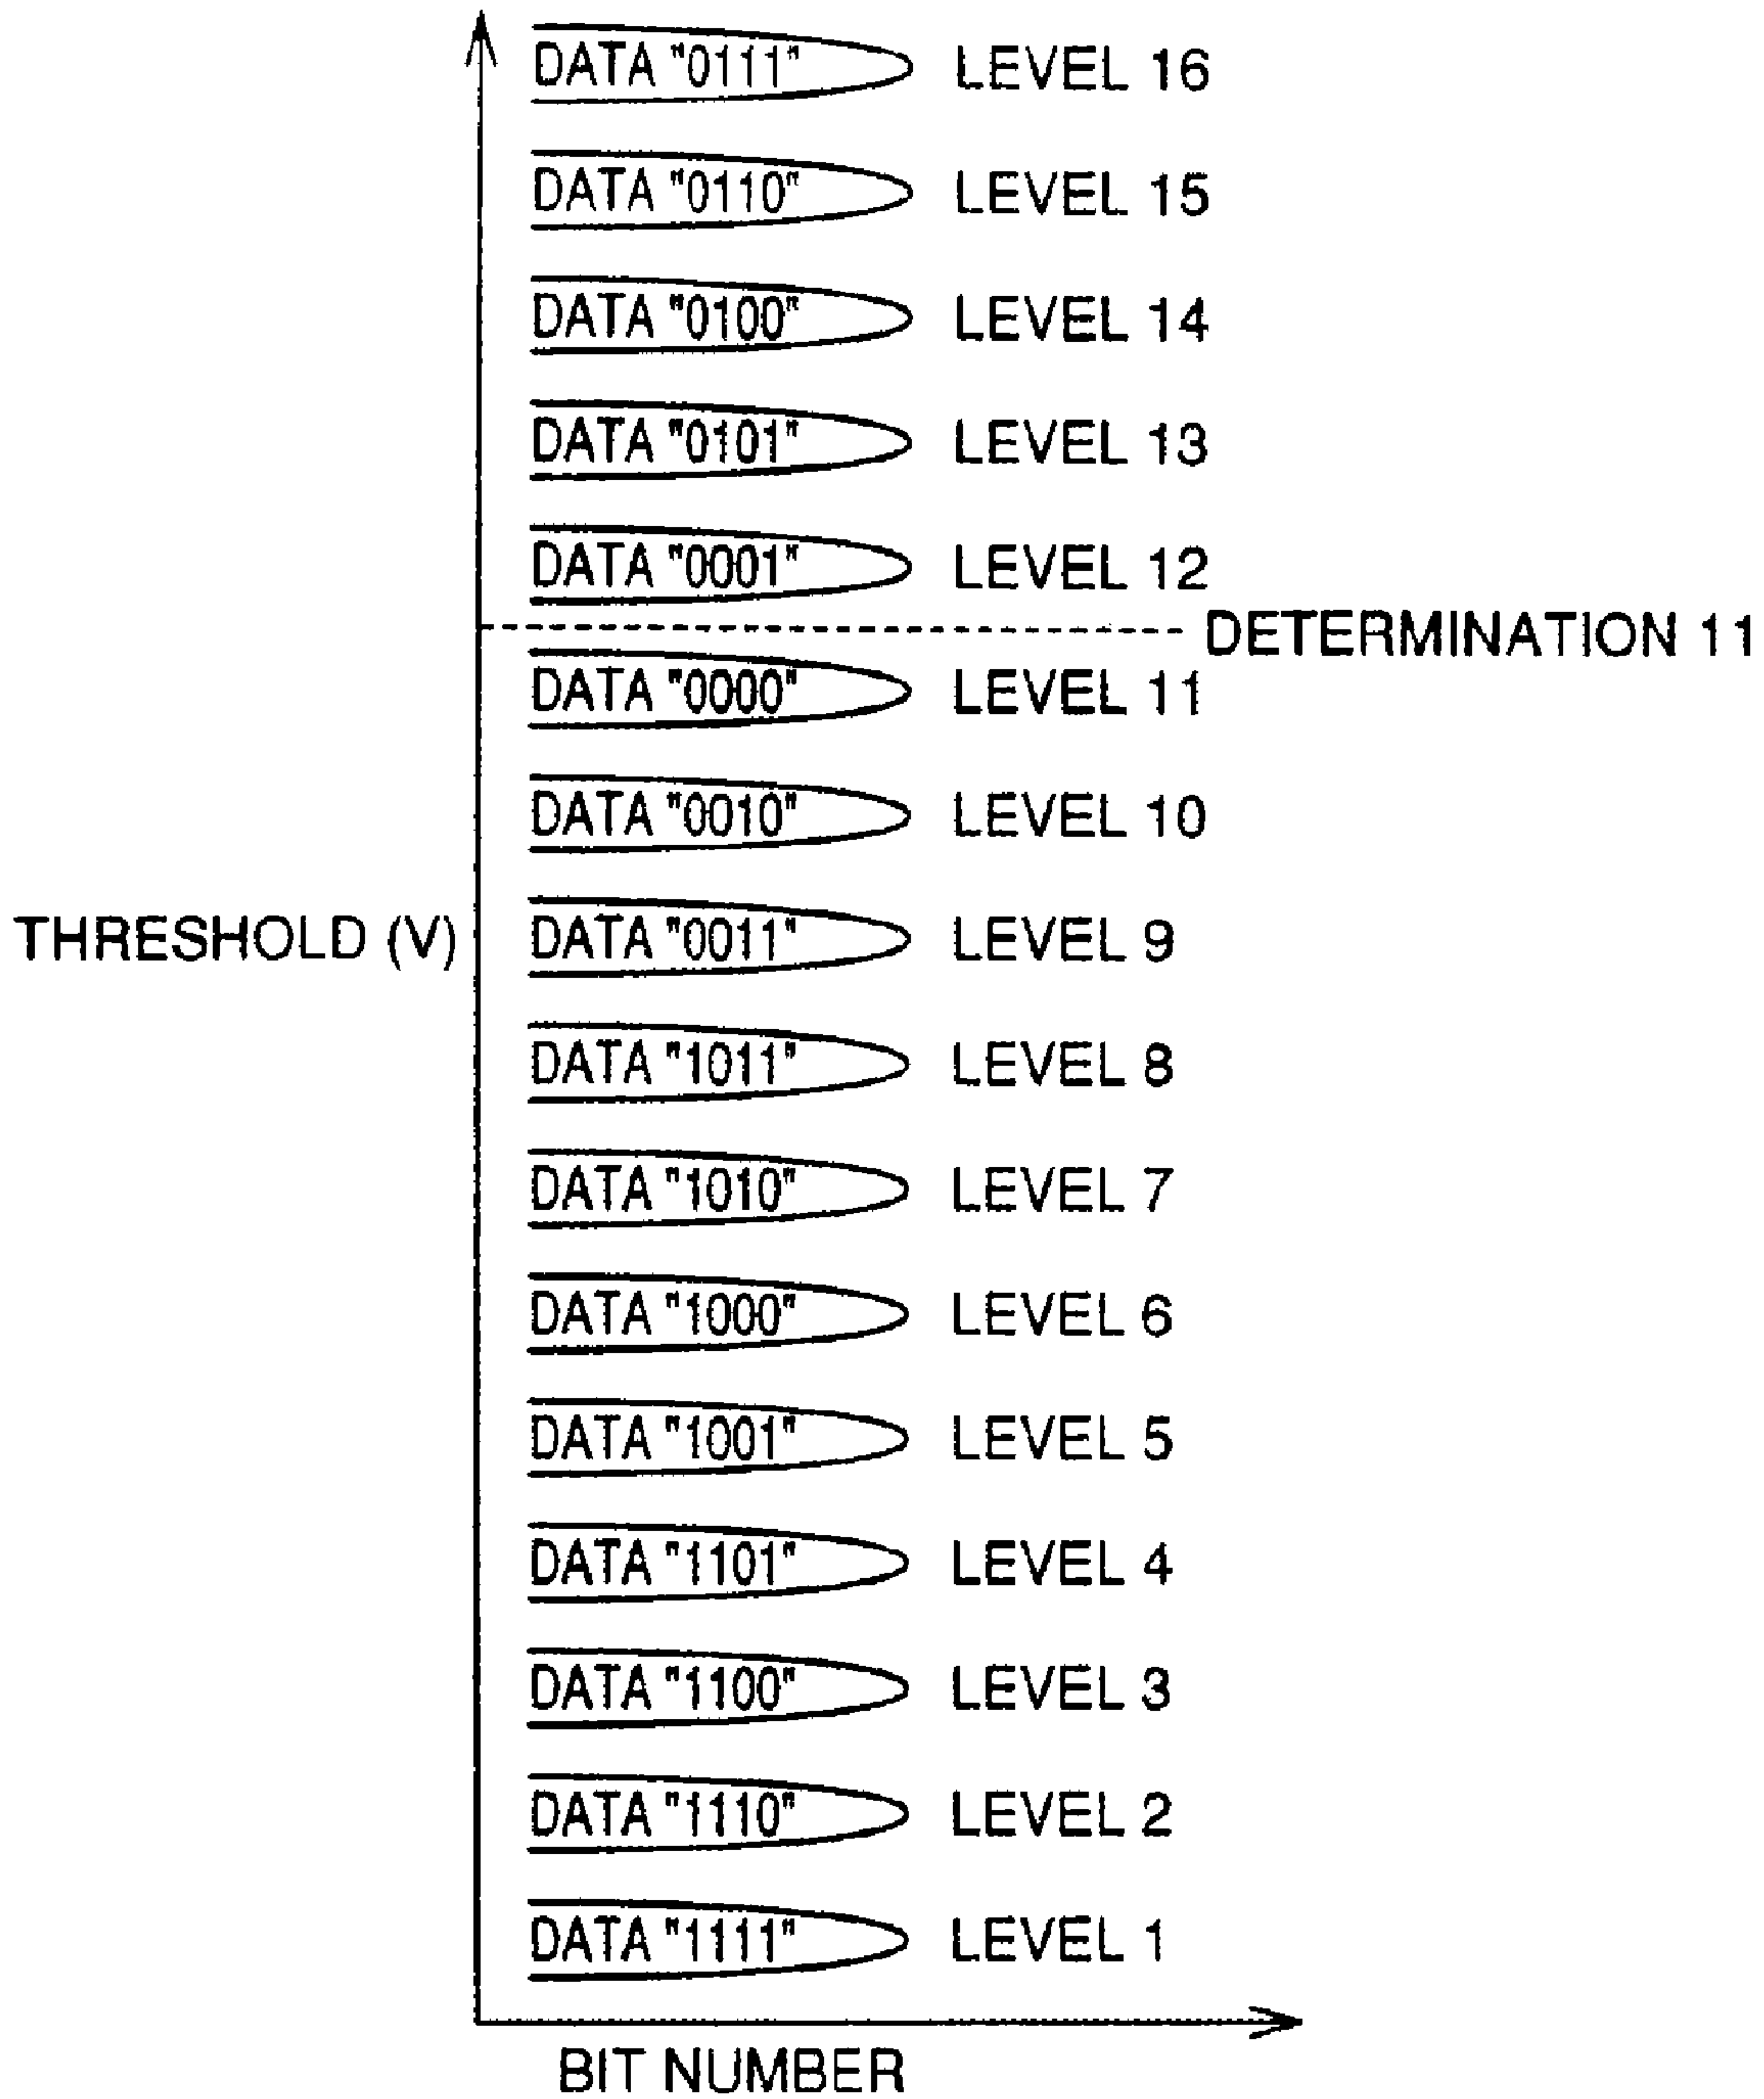 DATA "0111" LEVEL 16
DATA "0110" LEVEL 15
DATA "0100" LEVEL 14
DATA "0101" LEVEL 13
DATA "0001" LEVEL 12
DETERMINATION 11
DATA "0000" LEVEL 11
DATA "0010" LEVEL 10
THRESHOLD (V) DATA "0011" LEVEL 9
DATA "1011" LEVEL 8
DATA "1010" LEVEL 7
DATA "1000" LEVEL 6
DATA "1001" LEVEL 5
DATA "1101" LEVEL 4
DATA "1100" LEVEL 3
DATA "1110" LEVEL 2
DATA "1111" LEVEL 1
BIT NUMBER